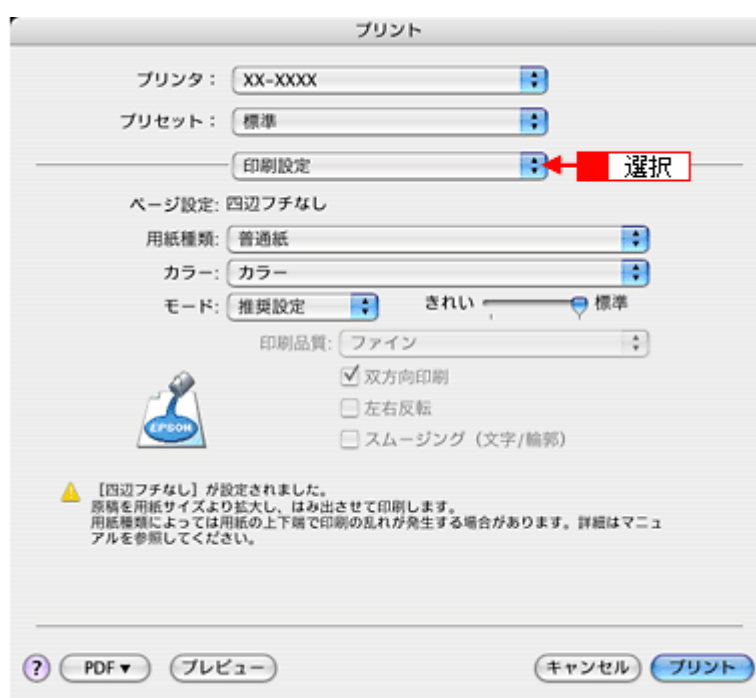 プリント
プリンタ： XX-XXXX
プリセット： 標準
印刷設定 選択
ページ設定: 四辺フチなし
用紙種類: 普通紙
カラー: カラー
モード: 推奨設定 きれい 標準
印刷品質: ファイン
双方向印刷
左右反転
スムージング（文字/輪郭）
EPSON
［四辺フチなし］が設定されました。
原稿を用紙サイズより拡大し、はみ出させて印刷します。
用紙種類によっては用紙の上下端で印刷の乱れが発生する場合があります。詳細はマニュ
アルを参照してください。
? PDF▼ プレビュー キャンセル プリント